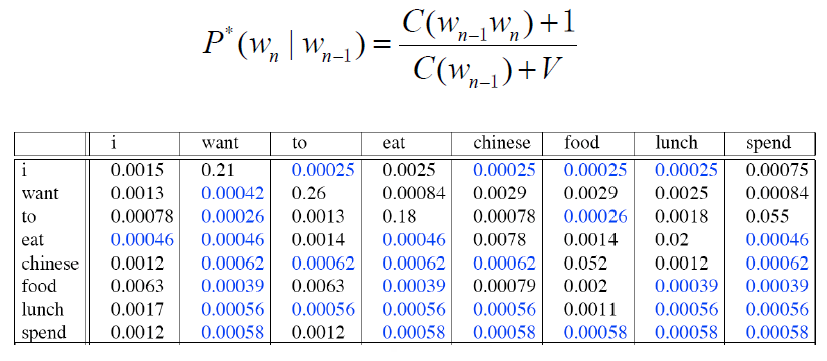 P*(wₙ | wₙ₋₁) = (C(wₙ₋₁wₙ)+1) / (C(wₙ₋₁)+V)
i want to eat chinese food lunch spend
i 0.0015 0.21 0.00025 0.0025 0.00025 0.00025 0.00025 0.00075
want 0.0013 0.00042 0.26 0.00084 0.0029 0.0029 0.0025 0.00084
to 0.00078 0.00026 0.0013 0.18 0.00078 0.00026 0.0018 0.055
eat 0.00046 0.00046 0.0014 0.00046 0.0078 0.0014 0.02 0.00046
chinese 0.0012 0.00062 0.00062 0.00062 0.00062 0.052 0.0012 0.00062
food 0.0063 0.00039 0.0063 0.00039 0.00079 0.002 0.00039 0.00039
lunch 0.0017 0.00056 0.00056 0.00056 0.00056 0.0011 0.00056 0.00056
spend 0.0012 0.00058 0.0012 0.00058 0.00058 0.00058 0.00058 0.00058